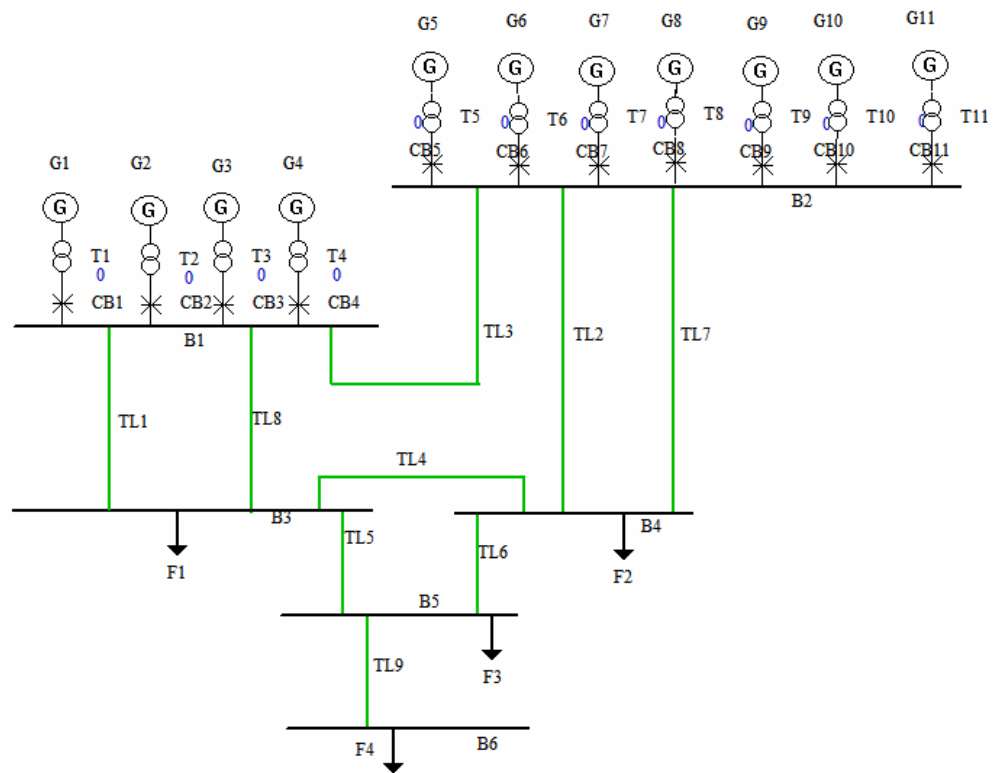 G5 G6 G7 G8 G9 G10 G11
G G G G G G G
0 T5 0 T6 0 T7 0 T8 0 T9 0 T10 0 T11
CB5 CB6 CB7 CB8 CB9 CB10 CB11
B2
G1 G2 G3 G4
G G G G
T1 T2 T3 T4
0 0 0 0
CB1 CB2 CB3 CB4
B1
TL3 TL2 TL7
TL1 TL8
TL4
B3 B4
TL5 TL6
F1 F2
B5
TL9 F3
F4 B6